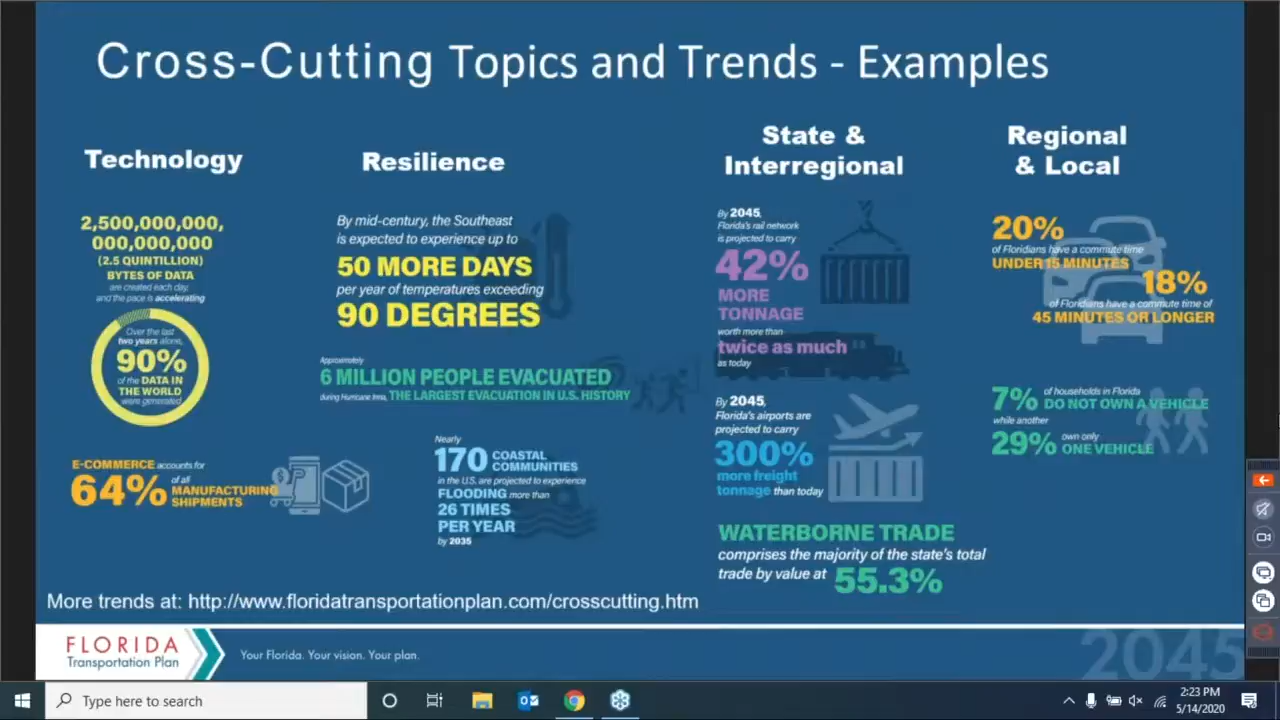 Cross-Cutting Topics and Trends - Examples
Technology
2,500,000,000,
000,000,000
(2.5 QUINTILLION)
BYTES OF DATA
are created each day,
and the pace is accelerating
Over the last
two years alone,
90%
of the DATA IN
THE WORLD
were generated
E-COMMERCE accounts for
64% of all
MANUFACTURING
SHIPMENTS
Resilience
By mid-century, the Southeast
is expected to experience up to
50 MORE DAYS
per year of temperatures exceeding
90 DEGREES
Approximately
6 MILLION PEOPLE EVACUATED
during Hurricane Irma, THE LARGEST EVACUATION IN U.S. HISTORY
Nearly
170 COASTAL
COMMUNITIES
in the U.S. are projected to experience
FLOODING more than
26 TIMES
PER YEAR
by 2035
State &
Interregional
By 2045,
Florida's rail network
is projected to carry
42%
MORE
TONNAGE
worth more than
twice as much
as today
By 2045,
Florida's airports are
projected to carry
300%
more freight
tonnage than today
WATERBORNE TRADE
comprises the majority of the state's total
trade by value at 55.3%
Regional
& Local
20%
of Floridians have a commute time
UNDER 15 MINUTES
18%
of Floridians have a commute time of
45 MINUTES OR LONGER
7% of households in Florida
DO NOT OWN A VEHICLE
while another
29% own only
ONE VEHICLE
More trends at: http://www.floridatransportationplan.com/crosscutting.htm
FLORIDA
Transportation Plan
Your Florida. Your vision. Your plan.
2045
Type here to search
2:23 PM
5/14/2020